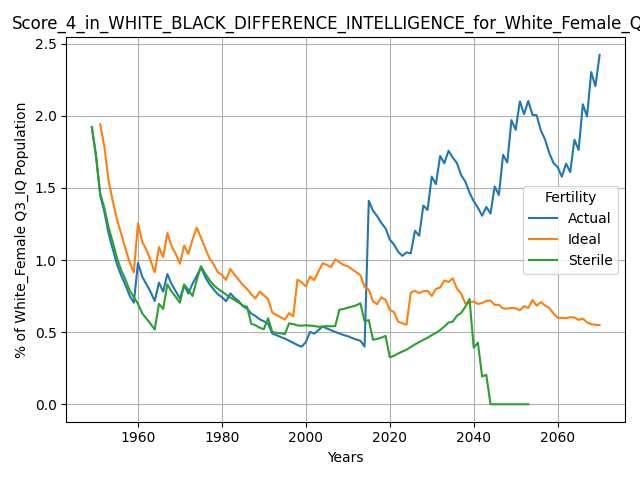 Score_4_in_WHITE_BLACK_DIFFERENCE_INTELLIGENCE_for_White_Female_Q
% of White_Female Q3_IQ Population
2.5
2.0
1.5
1.0
0.5
0.0
Fertility
Actual
Ideal
Sterile
1960 1980 2000 2020 2040 2060
Years